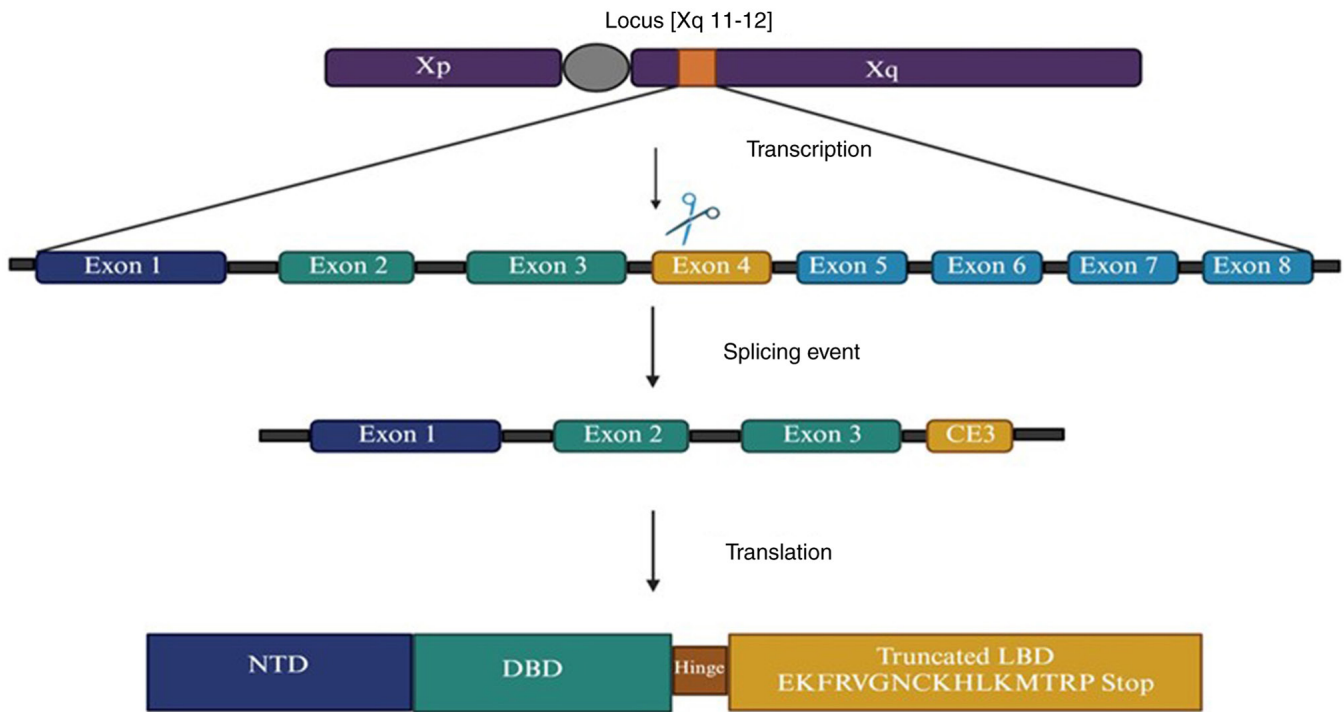 Locus [Xq 11-12]
Xp
Xq
Transcription
Exon 1
Exon 2
Exon 3
Exon 4
Exon 5
Exon 6
Exon 7
Exon 8
Splicing event
Exon 1
Exon 2
Exon 3
CE3
Translation
NTD
DBD
Hinge
Truncated LBD
EKFRVGNCKHLKMTRP Stop